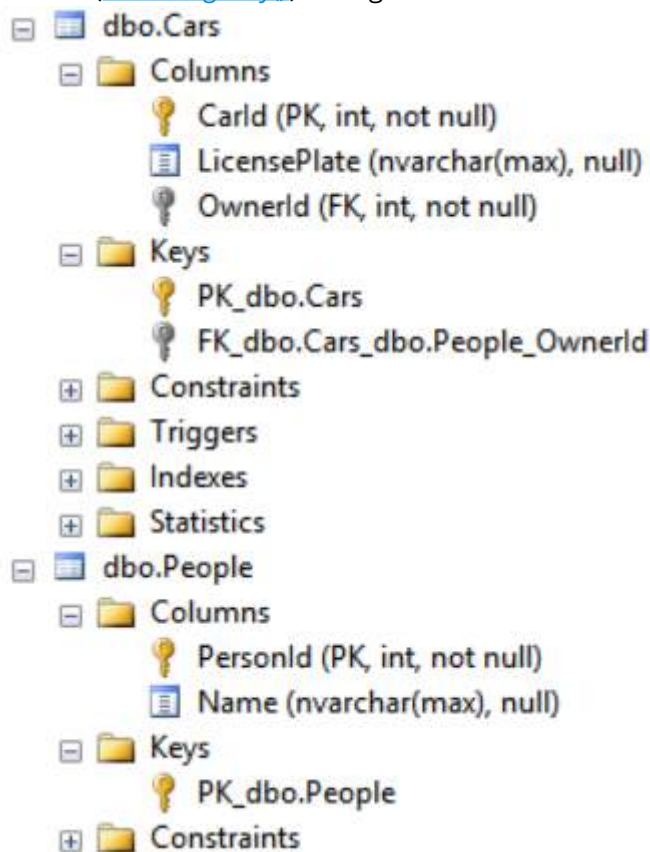 dbo.Cars
Columns
CarId (PK, int, not null)
LicensePlate (nvarchar(max), null)
OwnerId (FK, int, not null)
Keys
PK_dbo.Cars
FK_dbo.Cars_dbo.People_OwnerId
Constraints
Triggers
Indexes
Statistics
dbo.People
Columns
PersonId (PK, int, not null)
Name (nvarchar(max), null)
Keys
PK_dbo.People
Constraints